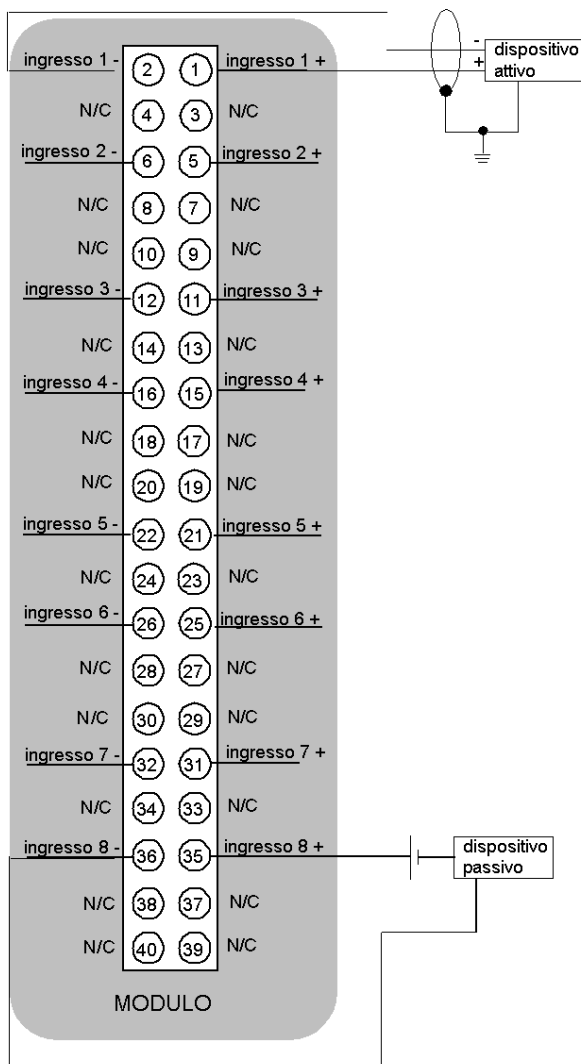 - dispositivo
+ attivo
ingresso 1 - 2 1 ingresso 1 +
N/C 4 3 N/C
ingresso 2 - 6 5 ingresso 2 +
N/C 8 7 N/C
N/C 10 9 N/C
ingresso 3 - 12 11 ingresso 3 +
N/C 14 13 N/C
ingresso 4 - 16 15 ingresso 4 +
N/C 18 17 N/C
N/C 20 19 N/C
ingresso 5 - 22 21 ingresso 5 +
N/C 24 23 N/C
ingresso 6 - 26 25 ingresso 6 +
N/C 28 27 N/C
N/C 30 29 N/C
ingresso 7 - 32 31 ingresso 7 +
N/C 34 33 N/C
ingresso 8 - 36 35 ingresso 8 +
dispositivo
passivo
N/C 38 37 N/C
N/C 40 39 N/C
MODULO